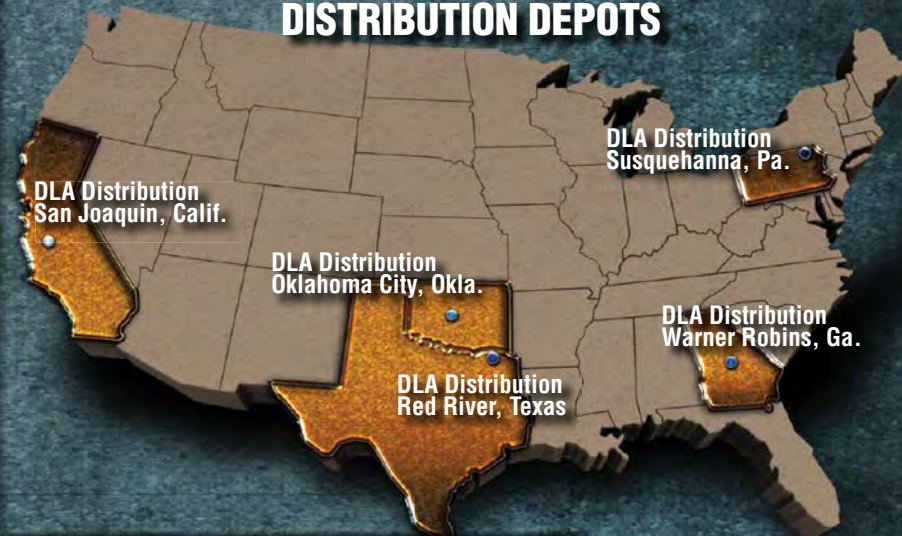 DISTRIBUTION DEPOTS
DLA Distribution
Susquehanna, Pa.
DLA Distribution
San Joaquin, Calif.
DLA Distribution
Oklahoma City, Okla.
DLA Distribution
Warner Robins, Ga.
DLA Distribution
Red River, Texas